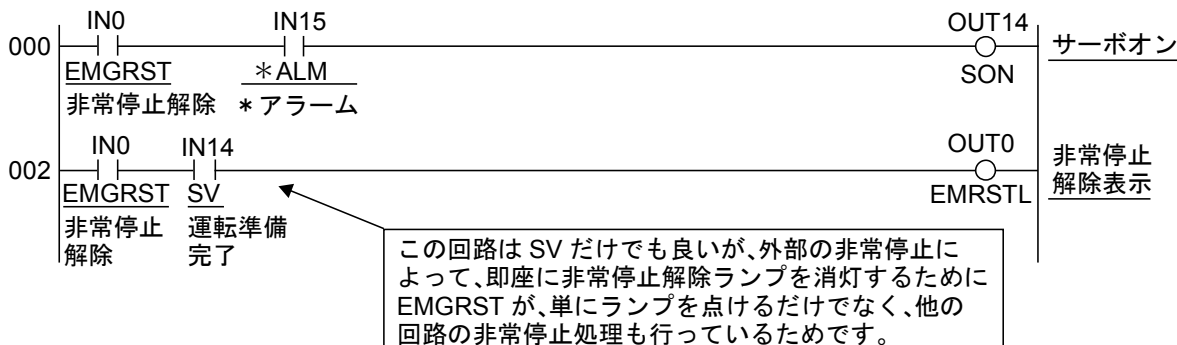 IN0 IN15 OUT14
000 サーボオン
EMGRST ＊ALM SON
非常停止解除 ＊アラーム
IN0 IN14 OUT0
002 非常停止
解除表示
EMGRST SV EMRSTL
非常停止 運転準備
解除 完了
この回路は SV だけでも良いが、外部の非常停止に
よって、即座に非常停止解除ランプを消灯するために
EMGRST が、単にランプを点けるだけでなく、他の
回路の非常停止処理も行っているためです。